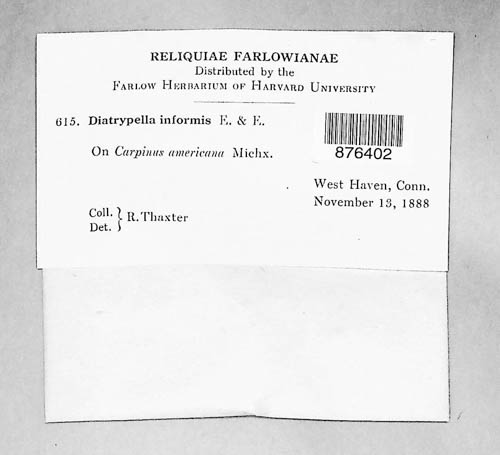 RELIQUIAE FARLOWIANAE
Distributed by the
FARLOW HERBARIUM OF HARVARD UNIVERSITY
615. Diatrypella informis E. & E.
On Carpinus americana Michx.
876402
West Haven, Conn.
November 13, 1888
Coll. } R. Thaxter
Det.